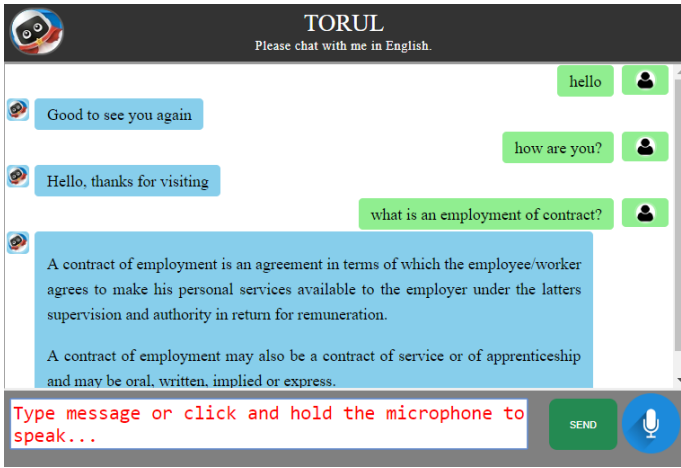 TORUL
Please chat with me in English.
hello
Good to see you again
how are you?
Hello, thanks for visiting
what is an employment of contract?
A contract of employment is an agreement in terms of which the employee/worker
agrees to make his personal services available to the employer under the latters
supervision and authority in return for remuneration.
A contract of employment may also be a contract of service or of apprenticeship
and may be oral, written, implied or express.
Type message or click and hold the microphone to
speak...
SEND